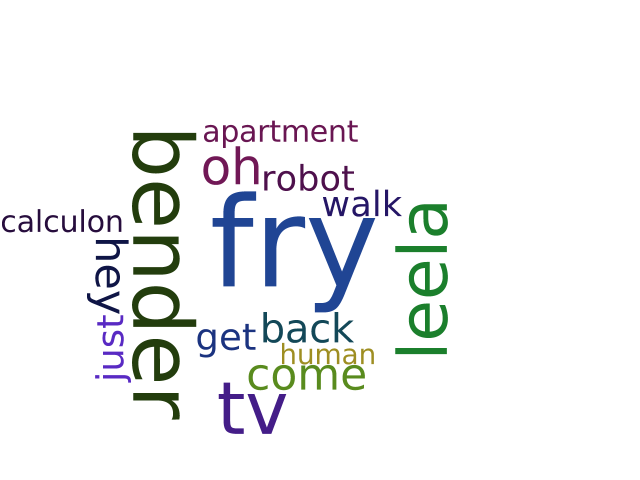 apartment
bender
oh
robot
walk
fry
calculon
leela
hey
just
get
back
human
come
tv